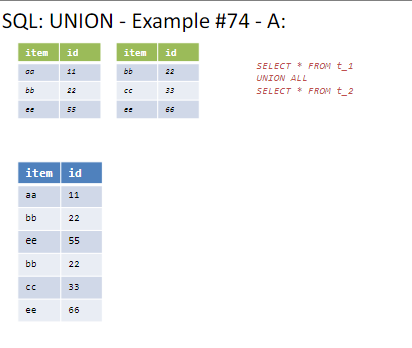 SQL: UNION - Example #74 - A:
item id
aa 11
bb 22
ee 55
item id
bb 22
cc 33
ee 66
SELECT * FROM t_1
UNION ALL
SELECT * FROM t_2
item id
aa 11
bb 22
ee 55
bb 22
cc 33
ee 66